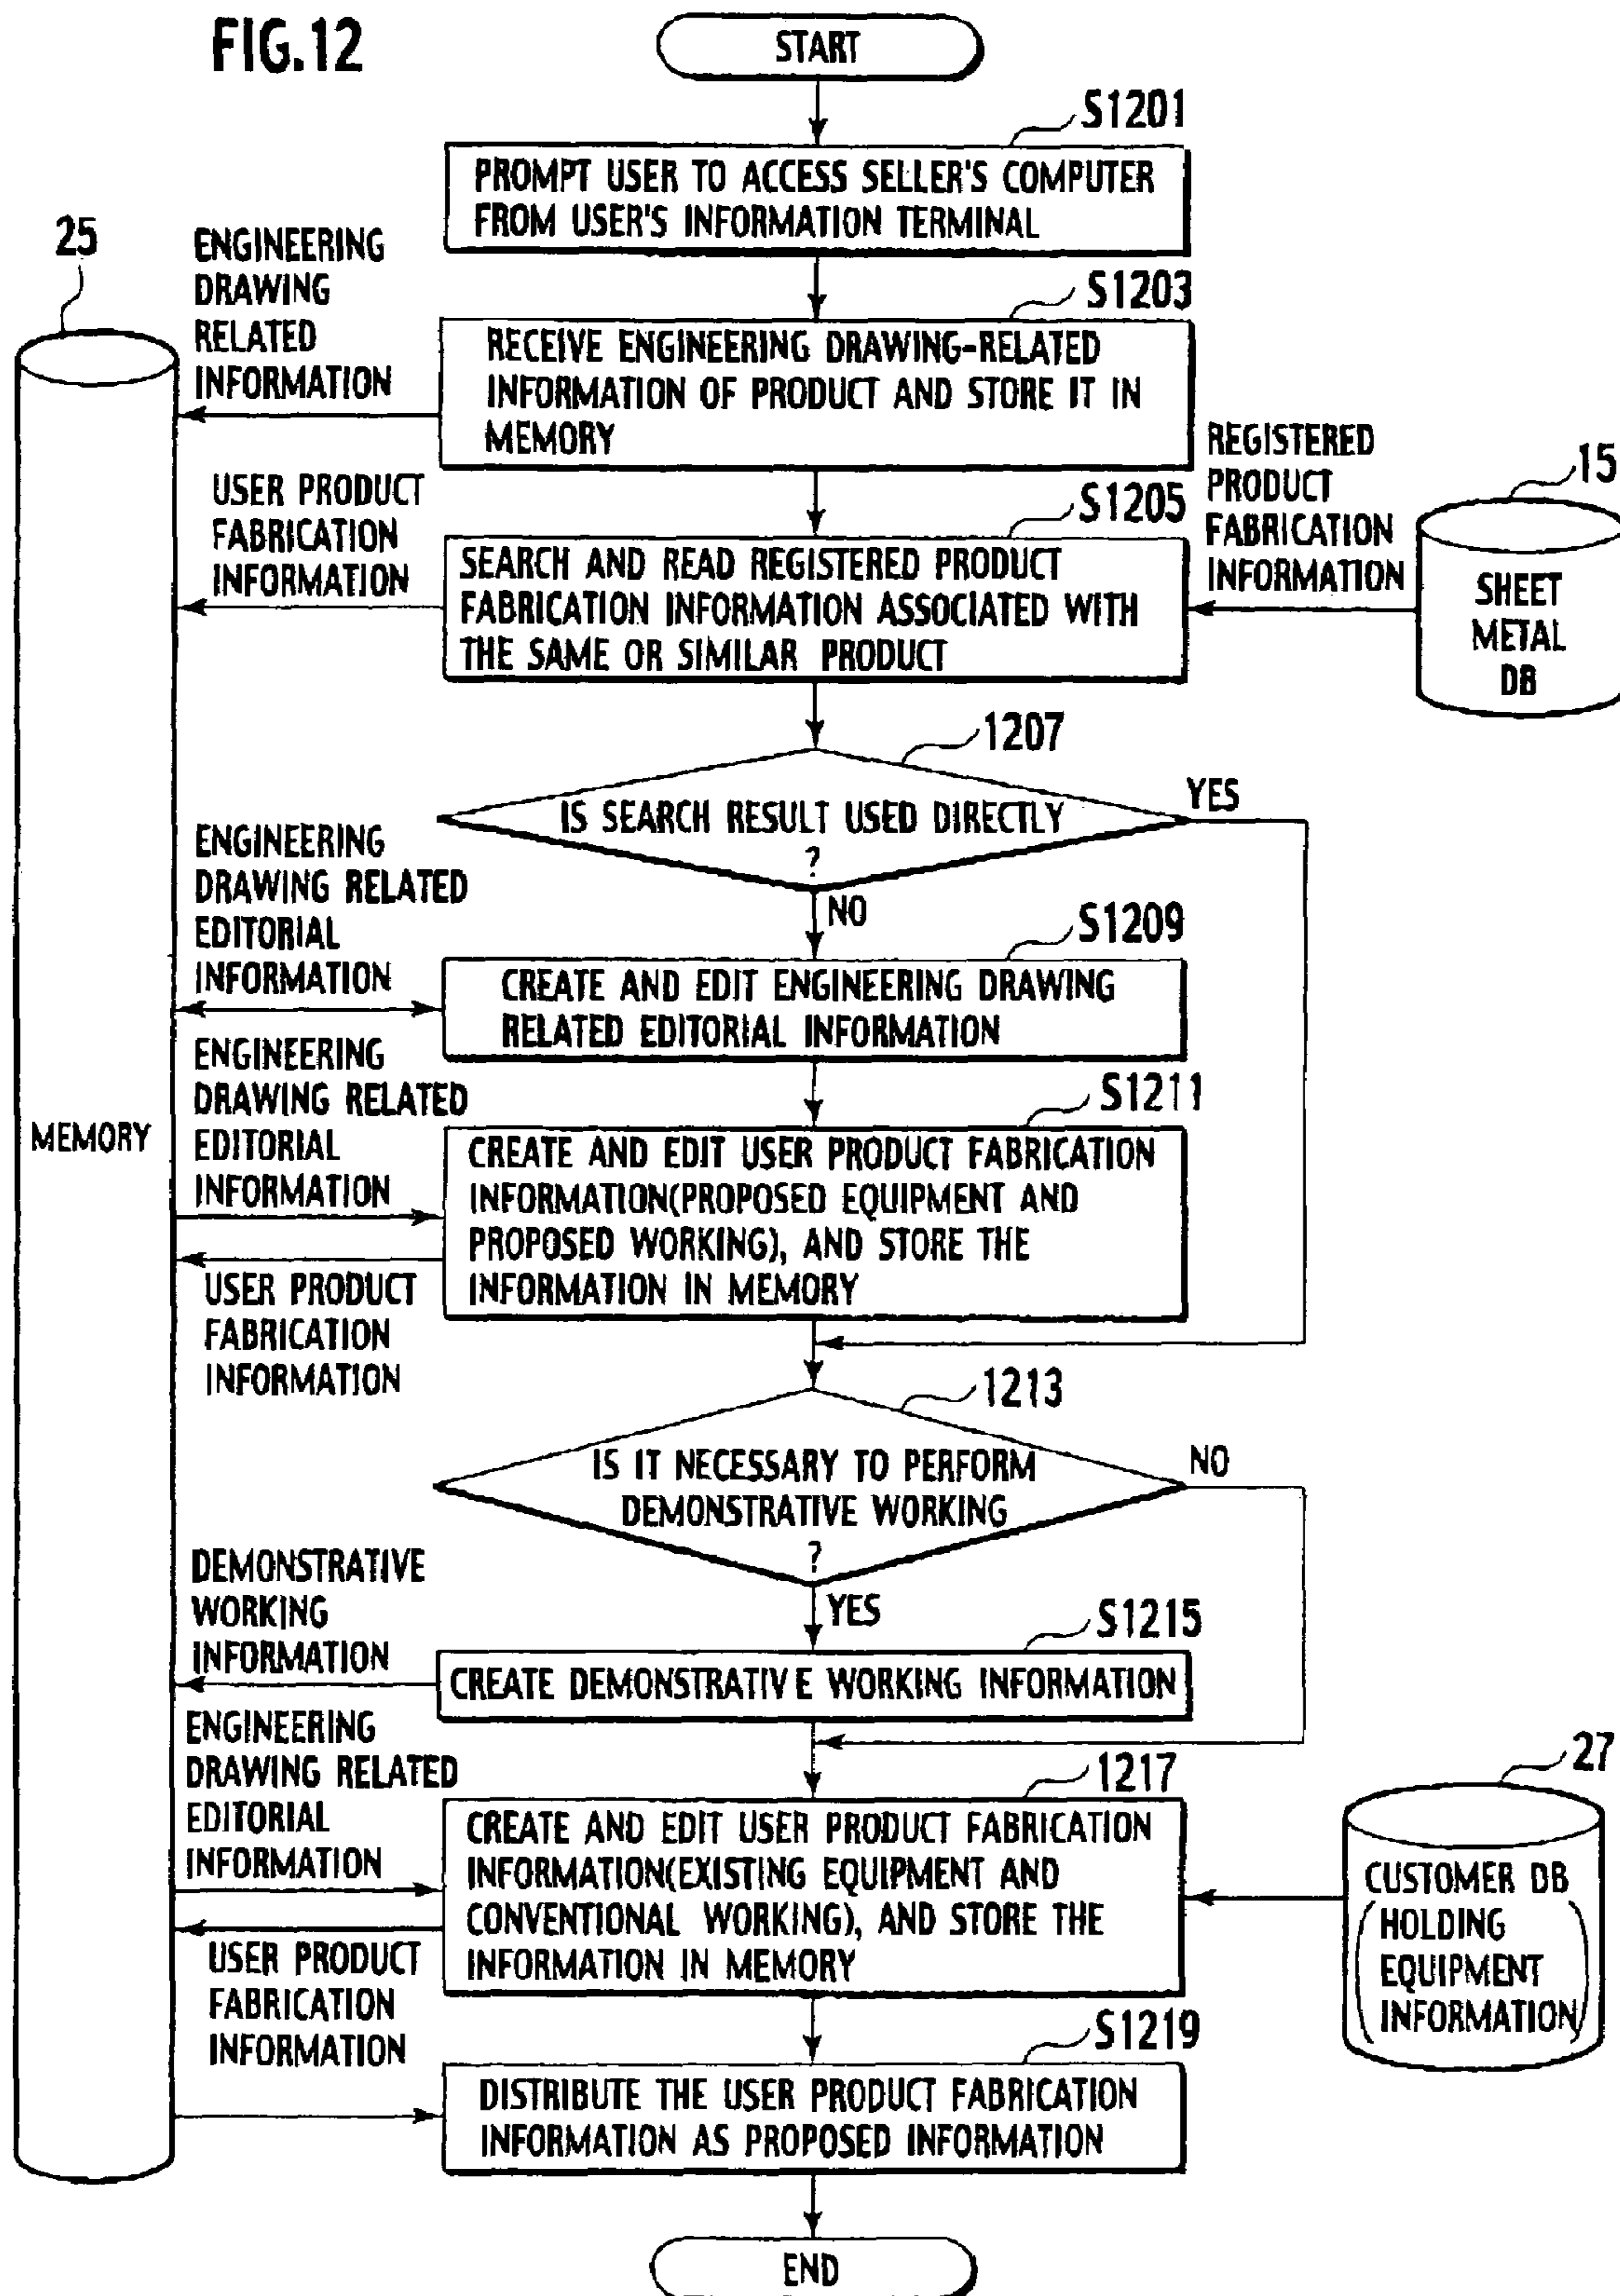 FIG.12
START
S1201
PROMPT USER TO ACCESS SELLER'S COMPUTER
FROM USER'S INFORMATION TERMINAL
25
ENGINEERING
DRAWING
RELATED
INFORMATION
S1203
RECEIVE ENGINEERING DRAWING-RELATED
INFORMATION OF PRODUCT AND STORE IT IN
MEMORY
REGISTERED
PRODUCT
FABRICATION
INFORMATION
15
SHEET
METAL
DB
USER PRODUCT
FABRICATION
INFORMATION
S1205
SEARCH AND READ REGISTERED PRODUCT
FABRICATION INFORMATION ASSOCIATED WITH
THE SAME OR SIMILAR PRODUCT
1207
IS SEARCH RESULT USED DIRECTLY
?
YES
NO
ENGINEERING
DRAWING RELATED
EDITORIAL
INFORMATION
S1209
CREATE AND EDIT ENGINEERING DRAWING
RELATED EDITORIAL INFORMATION
MEMORY
ENGINEERING
DRAWING RELATED
EDITORIAL
INFORMATION
S1211
CREATE AND EDIT USER PRODUCT FABRICATION
INFORMATION(PROPOSED EQUIPMENT AND
PROPOSED WORKING), AND STORE THE
INFORMATION IN MEMORY
USER PRODUCT
FABRICATION
INFORMATION
1213
IS IT NECESSARY TO PERFORM
DEMONSTRATIVE WORKING
?
NO
YES
DEMONSTRATIVE
WORKING
INFORMATION
S1215
CREATE DEMONSTRATIVE WORKING INFORMATION
ENGINEERING
DRAWING RELATED
EDITORIAL
INFORMATION
1217
CREATE AND EDIT USER PRODUCT FABRICATION
INFORMATION(EXISTING EQUIPMENT AND
CONVENTIONAL WORKING), AND STORE THE
INFORMATION IN MEMORY
27
CUSTOMER DB
(HOLDING
EQUIPMENT
INFORMATION)
USER PRODUCT
FABRICATION
INFORMATION
S1219
DISTRIBUTE THE USER PRODUCT FABRICATION
INFORMATION AS PROPOSED INFORMATION
END